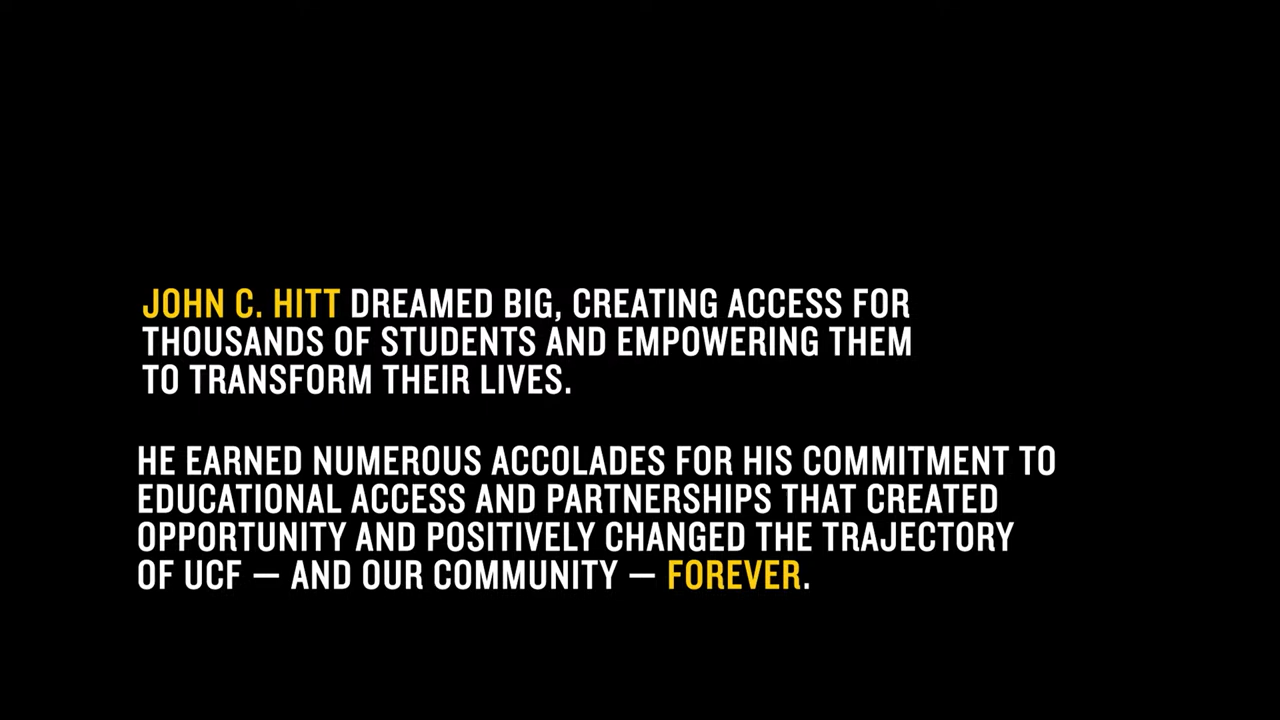 JOHN C. HITT DREAMED BIG, CREATING ACCESS FOR
THOUSANDS OF STUDENTS AND EMPOWERING THEM
TO TRANSFORM THEIR LIVES.
HE EARNED NUMEROUS ACCOLADES FOR HIS COMMITMENT TO
EDUCATIONAL ACCESS AND PARTNERSHIPS THAT CREATED
OPPORTUNITY AND POSITIVELY CHANGED THE TRAJECTORY
OF UCF — AND OUR COMMUNITY — FOREVER.